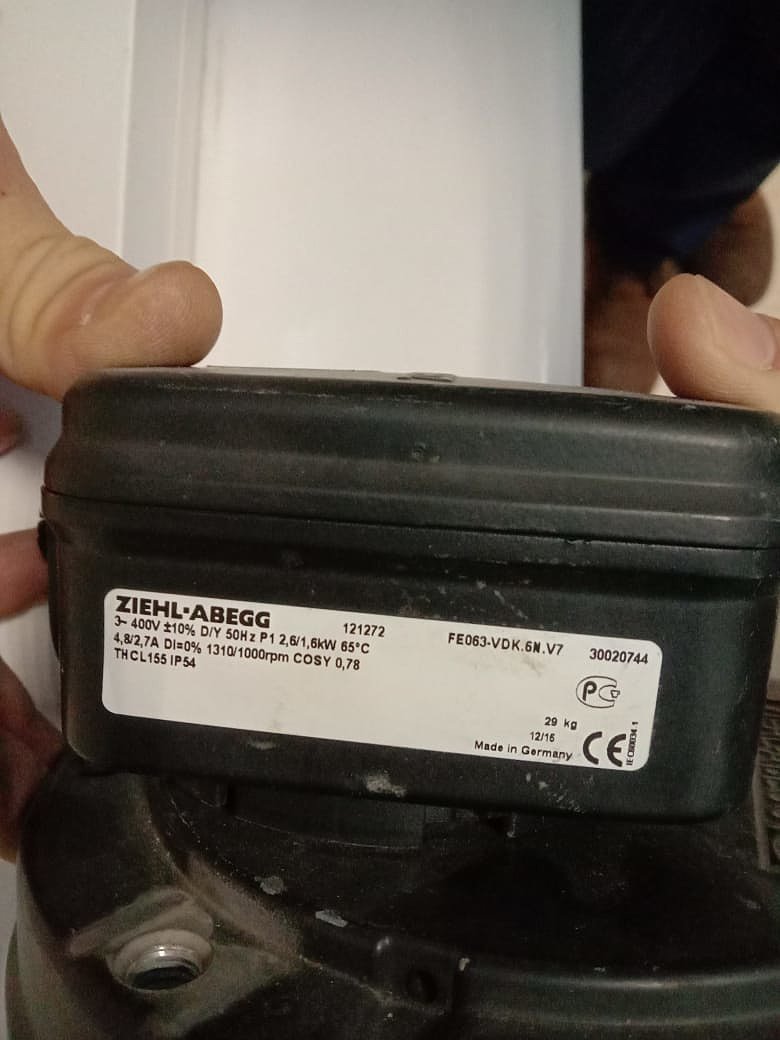 ZIEHL-ABEGG 121272 FE063-VDK.6N.V7 30020744
3~ 400V ±10% D/Y 50Hz P1 2,6/1,6kW 65°C
4,8/2,7A DI=0% 1310/1000rpm COSY 0,78
THCL155 IP54
29 kg
12/15
Made in Germany CE